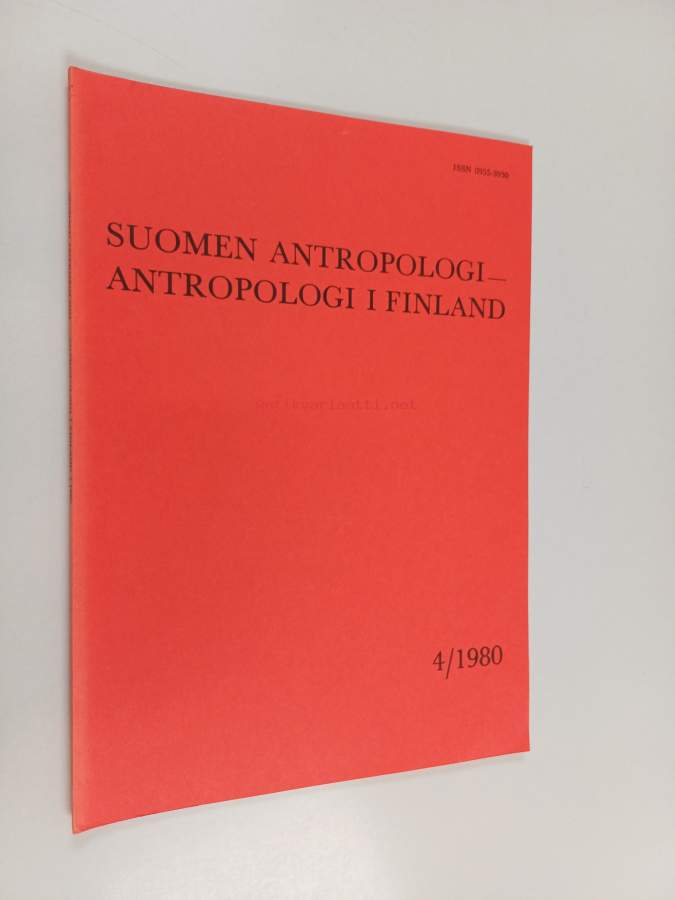 ISSN 0355-3930
SUOMEN ANTROPOLOGI—
ANTROPOLOGI I FINLAND
antikvariaatti.net
4/1980